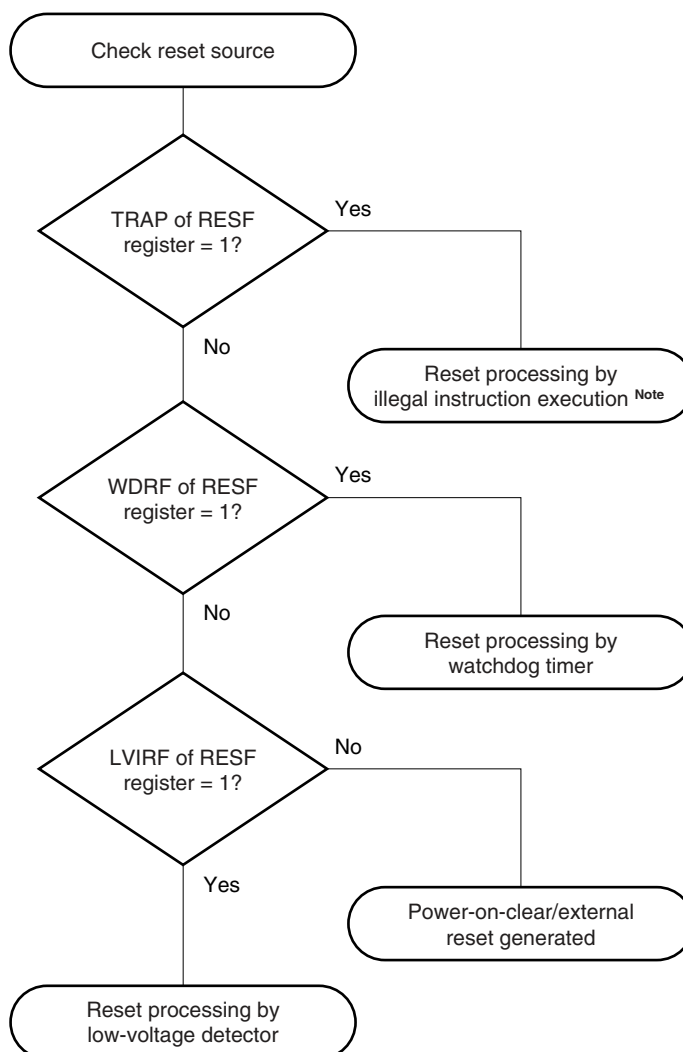 Check reset source
TRAP of RESF
register = 1?
Yes
No
Reset processing by
illegal instruction execution Note
WDRF of RESF
register = 1?
Yes
No
Reset processing by
watchdog timer
LVIRF of RESF
register = 1?
No
Yes
Power-on-clear/external
reset generated
Reset processing by
low-voltage detector